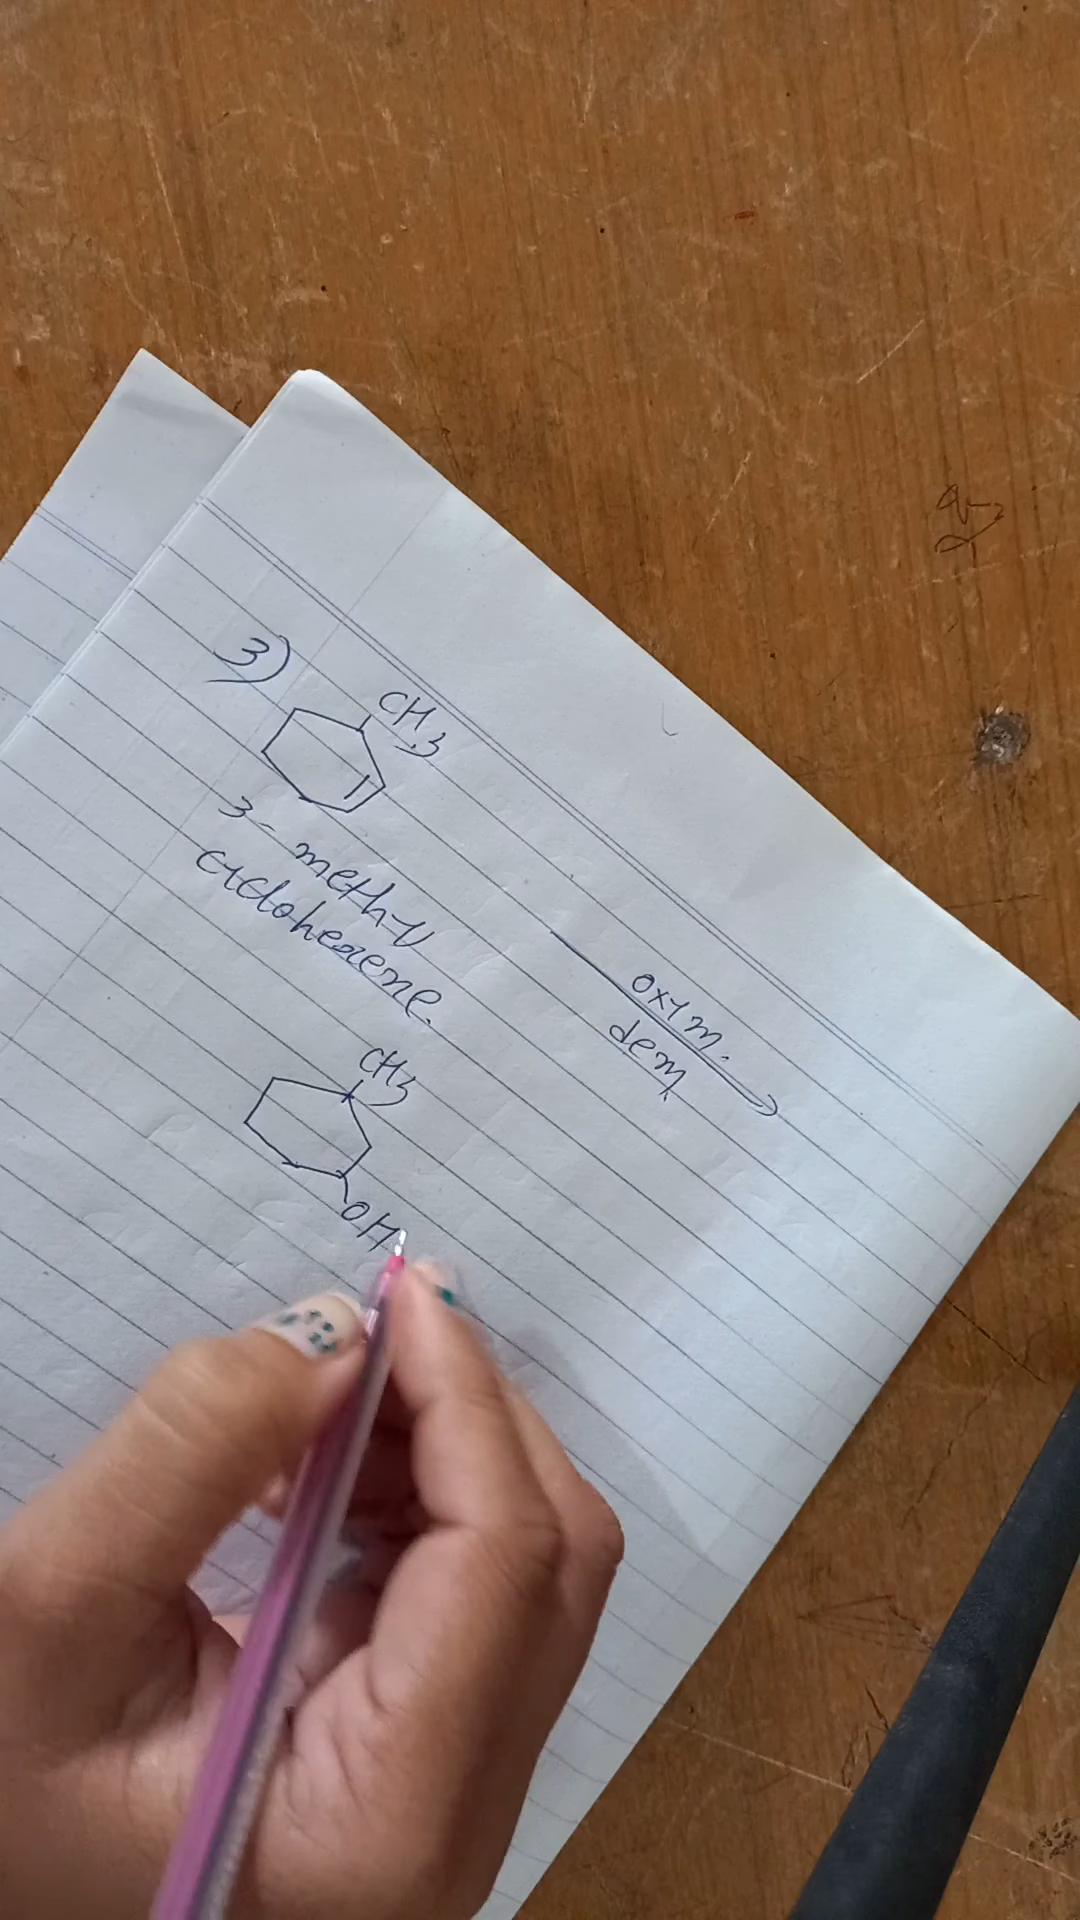 3)
CH3
3-methyl
cyclohexene.
oxym.
dem.
CH3
OH